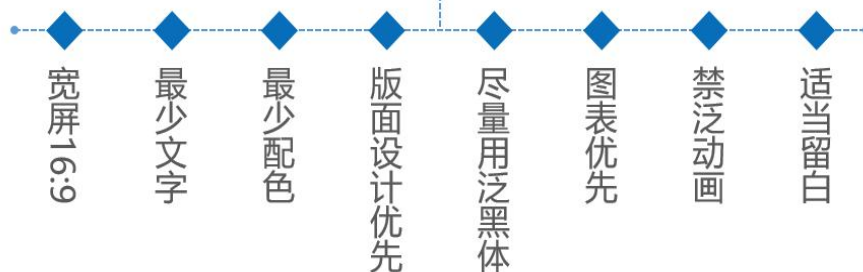 宽屏16:9
最少文字
最少配色
版面设计优先
尽量用泛黑体
图表优先
禁泛动画
适当留白